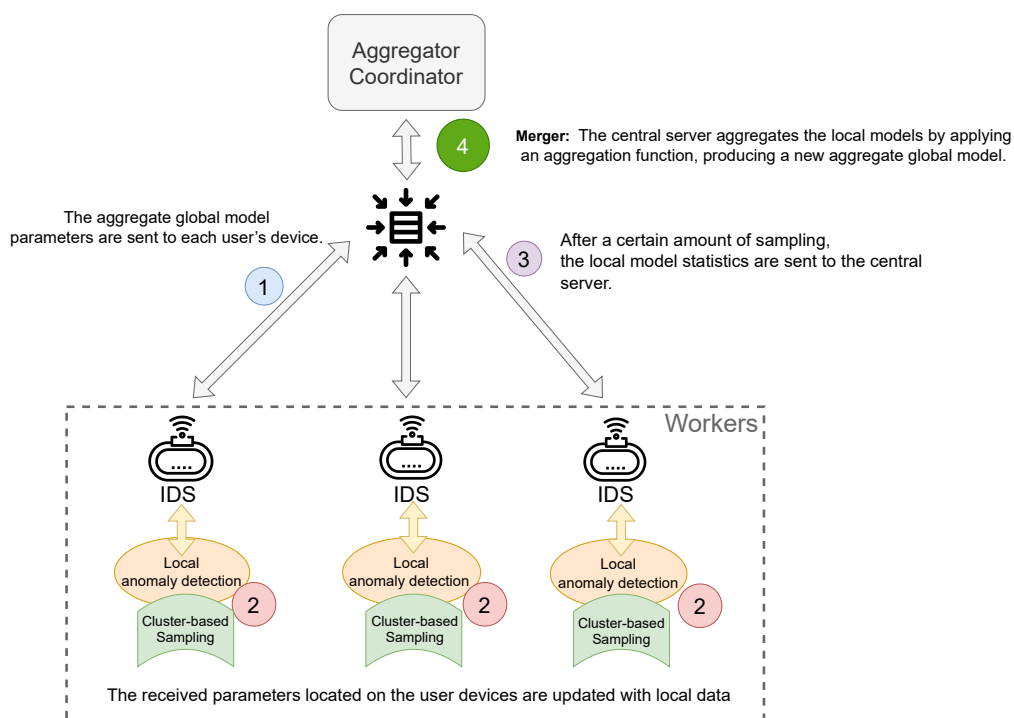 Aggregator
Coordinator
4
Merger: The central server aggregates the local models by applying
an aggregation function, producing a new aggregate global model.
The aggregate global model
parameters are sent to each user's device.
1
3
After a certain amount of sampling,
the local model statistics are sent to the central
server.
Workers
IDS
IDS
IDS
Local
anomaly detection
2
Cluster-based
Sampling
Local
anomaly detection
2
Cluster-based
Sampling
Local
anomaly detection
2
Cluster-based
Sampling
The received parameters located on the user devices are updated with local data